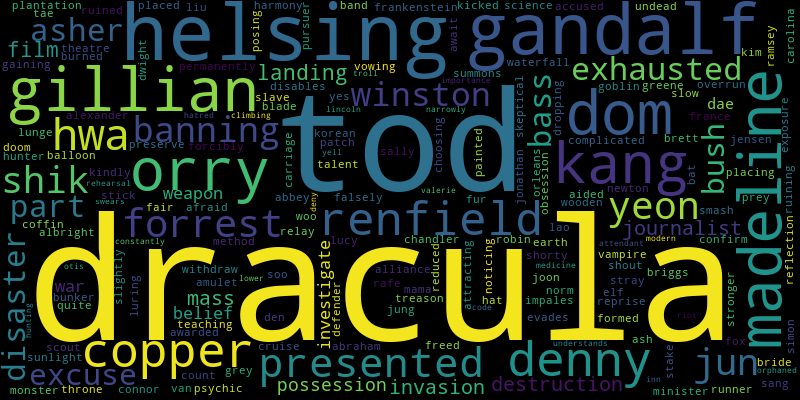 plantation
placed liu
harmony
band frankenstein kicked science
accused
undead
tae
ruined
helsing
gandalf
carolina
asher
theatre
posing
pursuer
await
film
burned
dwight
waterfall
kim
ramsey
gaining
permanently
landing
vowing
troll
summons
exhausted
gillian
disables
importance
goblin
overrun
slave
yes
winston
narrowly
skeptical
dropping
greene
slow
alexander
hatred
climbing
blade
lincoln
tod
bass
dom
dae
lunge
hwa
banning
korean
choosing
painted
france
madeline
exposure
doom
preserve
forcibly
carriage
patch
yell
jonathan
complicated
brett
jensen
hunter
balloon
orry
talent
sally
orleans
kang
bush
placing
shik
kindly
rehearsal
weapon
obsession
aided
newton
bat
ruining
stick
abbey
falsely
valerie
fur
wooden
yeon
smash
prey
part
swears
fair
afraid
deny
renfield
coffin
forrest
woo
journalist
reflection
albright
constantly
method
relay
chandler
robin
lao
attendant
modern
confirm
disaster
otis
slightly
lucy
investigate
reduced
attracting
noticing
earth
vampire
dracula
withdraw
lower
soo
alliance
shorty
medicine
shout
briggs
stronger
war
luring
amulet
defender
rafe
mama
joon
stray
bunker
mass
den
treason
code
hat
norm
elf
quite
hunting
belief
jung
impales
reprise
riot
simon
teaching
awarded
evades
formed
scout
copper
cruise
abraham
freed
understands
ash
fox
sunlight
presented
denny
stake
jun
bride
excuse
count
grey
inn
orphaned
monster
throne
connor
van
psychic
possession
invasion
destruction
minister
runner
sang